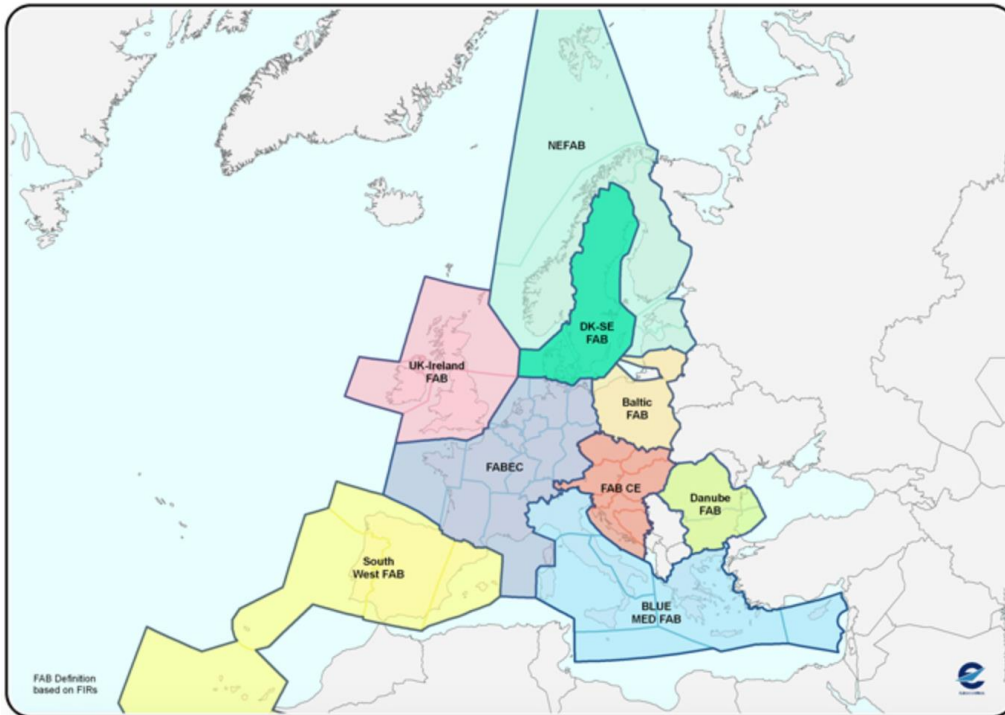 NEFAB
DK-SE
FAB
UK-Ireland
FAB
Baltic
FAB
FABEC
FAB CE
Danube
FAB
South
West FAB
BLUE
MED FAB
FAB Definition
based on FIRs